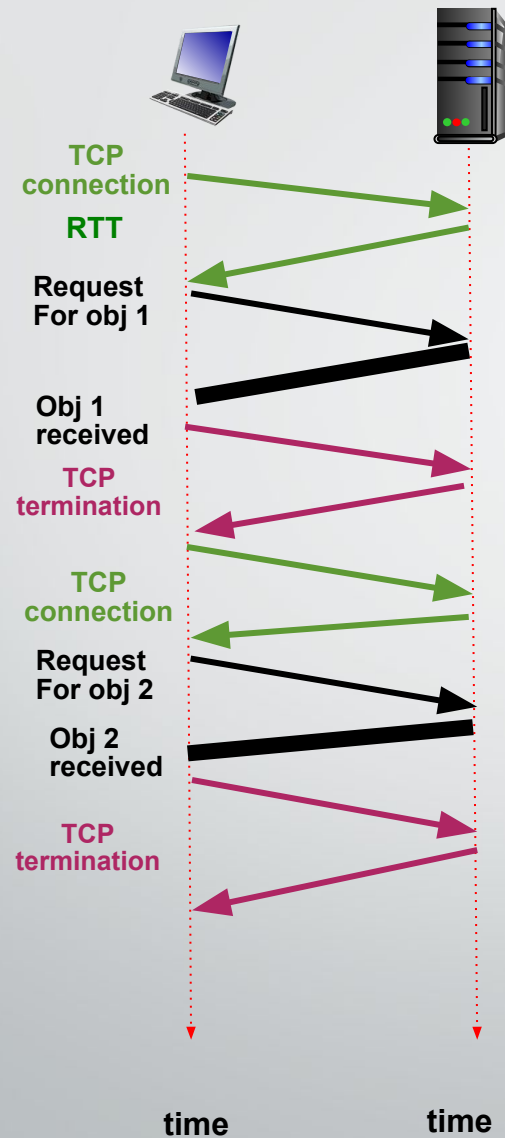 TCP
connection
RTT
Request
For obj 1
Obj 1
received
TCP
termination
TCP
connection
Request
For obj 2
Obj 2
received
TCP
termination
time
time